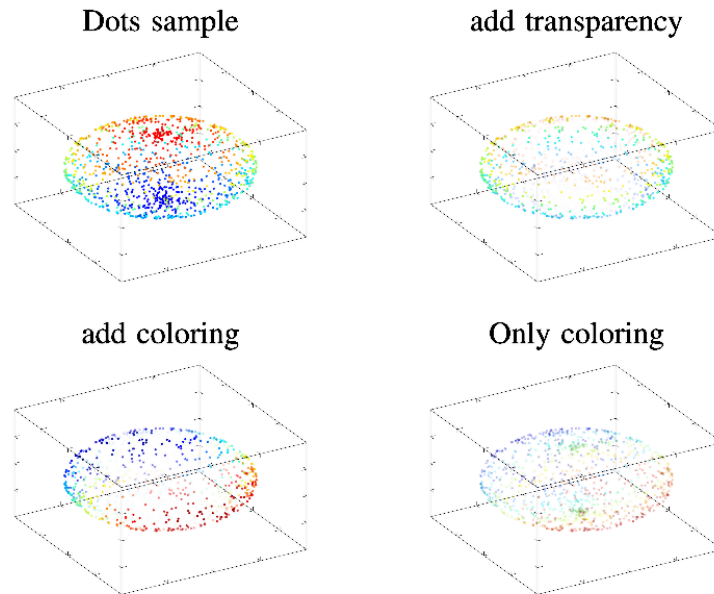 Dots sample
add transparency
add coloring
Only coloring